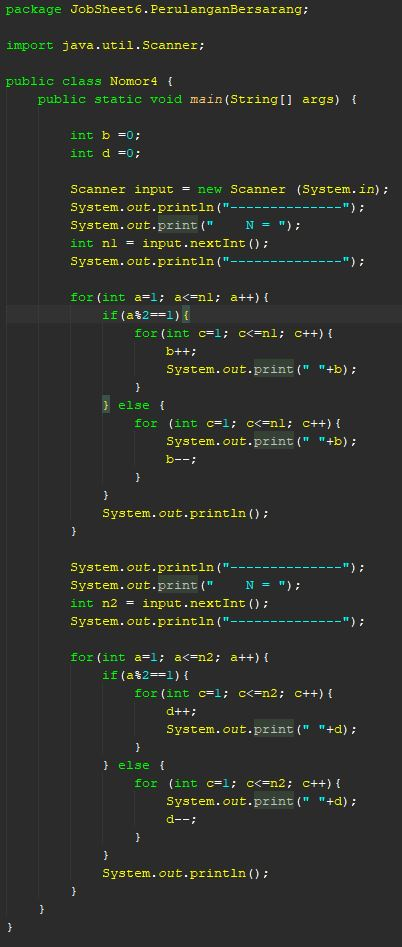 package JobSheet6.PerulanganBersarang;
import java.util.Scanner;
public class Nomor4 {
public static void main(String[] args) {
int b =0;
int d =0;
Scanner input = new Scanner (System.in);
System.out.println("--------------");
System.out.print("    N = ");
int n1 = input.nextInt();
System.out.println("--------------");
for(int a=1; a<=n1; a++){
if(a%2==1){
for(int c=1; c<=n1; c++){
b++;
System.out.print(" "+b);
}
} else {
for (int c=1; c<=n1; c++){
System.out.print(" "+b);
b--;
}
}
System.out.println();
}
System.out.println("--------------");
System.out.print("    N = ");
int n2 = input.nextInt();
System.out.println("--------------");
for(int a=1; a<=n2; a++){
if(a%2==1){
for(int c=1; c<=n2; c++){
d++;
System.out.print(" "+d);
}
} else {
for (int c=1; c<=n2; c++){
System.out.print(" "+d);
d--;
}
}
System.out.println();
}
}
}